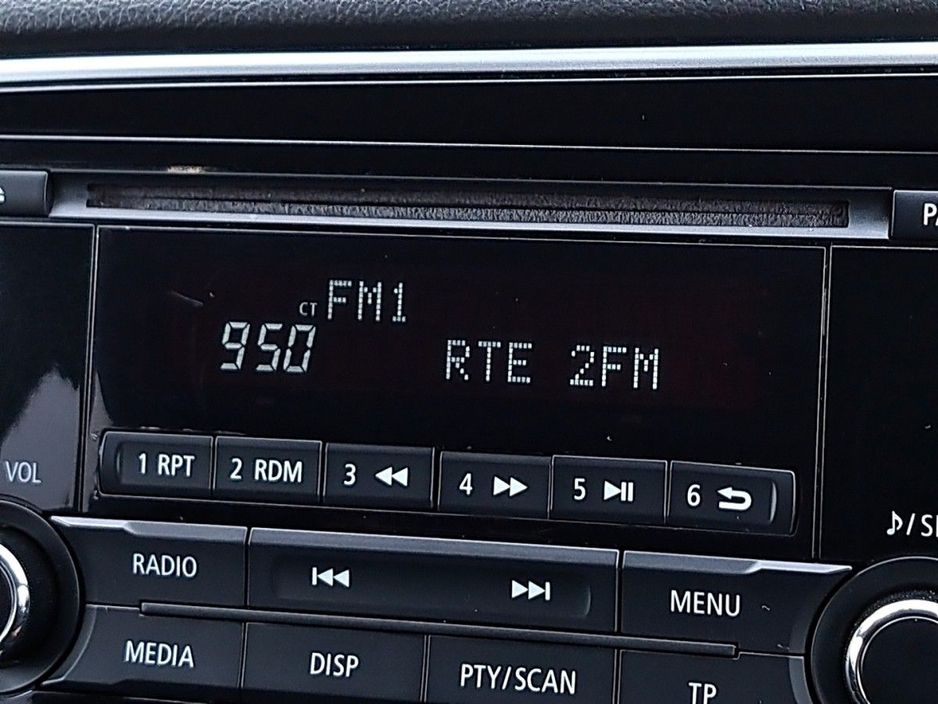 CT FM1
950 RTE 2FM
1 RPT 2 RDM 3 4 5 6
VOL
RADIO MENU
MEDIA DISP PTY/SCAN TP